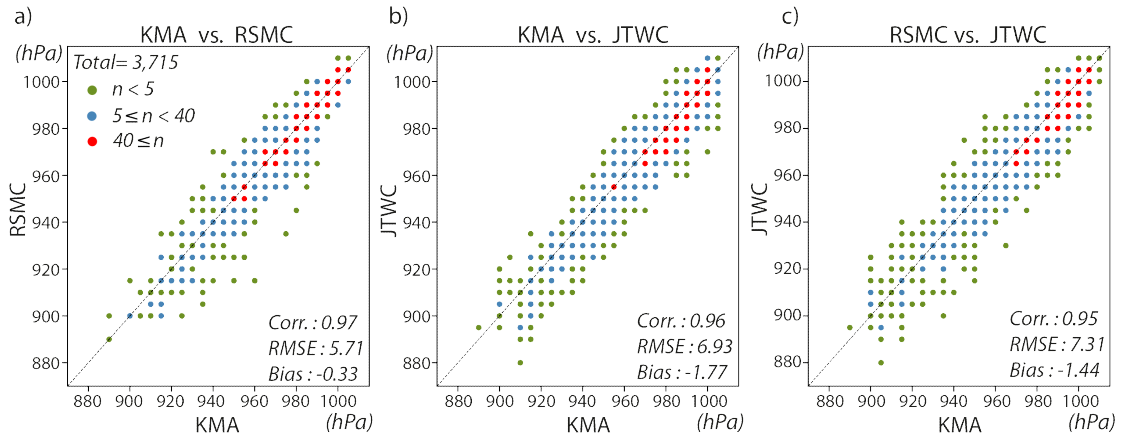 a)
KMA vs. RSMC
(hPa)
Total= 3,715
n < 5
5 ≤ n < 40
40 ≤ n
RSMC
1000
980
960
940
920
900
880
Corr. : 0.97
RMSE : 5.71
Bias : -0.33
880 900 920 940 960 980 1000
KMA
(hPa)
b)
KMA vs. JTWC
(hPa)
JTWC
1000
980
960
940
920
900
880
Corr. : 0.96
RMSE : 6.93
Bias : -1.77
880 900 920 940 960 980 1000
KMA
(hPa)
c)
RSMC vs. JTWC
(hPa)
JTWC
1000
980
960
940
920
900
880
Corr. : 0.95
RMSE : 7.31
Bias : -1.44
880 900 920 940 960 980 1000
KMA
(hPa)